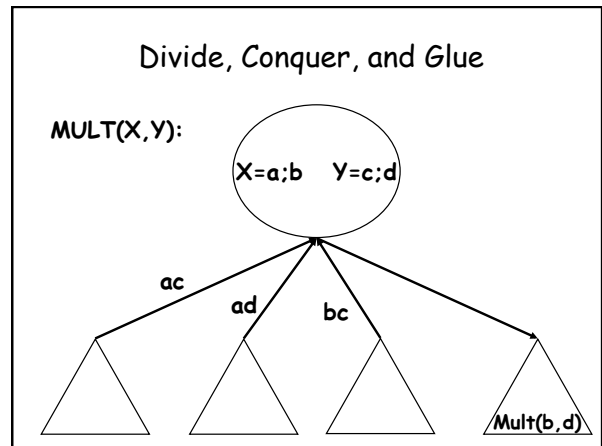 Divide, Conquer, and Glue
MULT(X,Y):
X=a;b Y=c;d
ac
ad
bc
Mult(b,d)